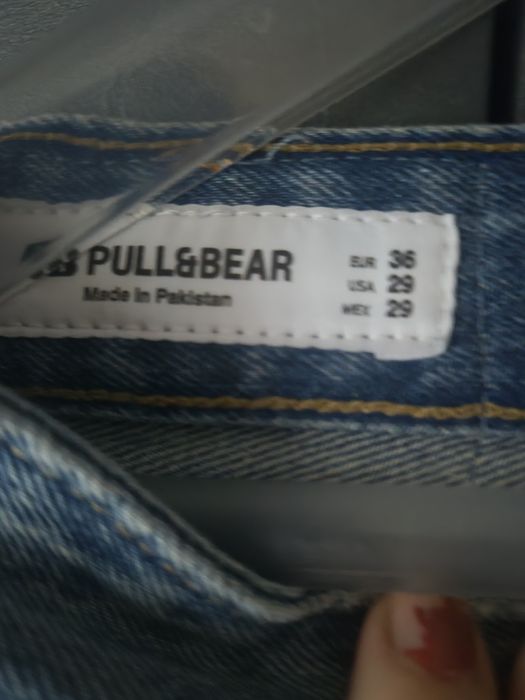 PULL&BEAR
Made in Pakistan
EUR 36
USA 29
MEX 29